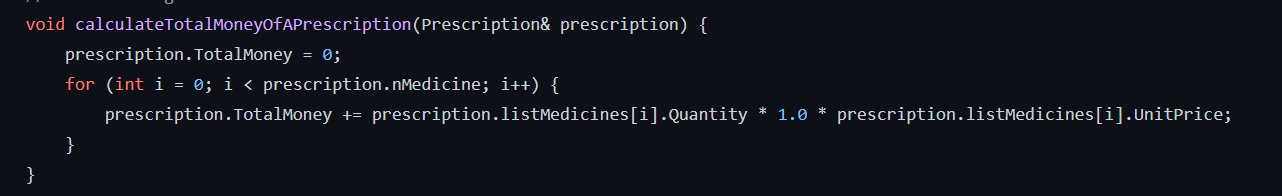 void calculateTotalMoneyOfAPrescription(Prescription& prescription) {
    prescription.TotalMoney = 0;
    for (int i = 0; i < prescription.nMedicine; i++) {
        prescription.TotalMoney += prescription.listMedicines[i].Quantity * 1.0 * prescription.listMedicines[i].UnitPrice;
    }
}